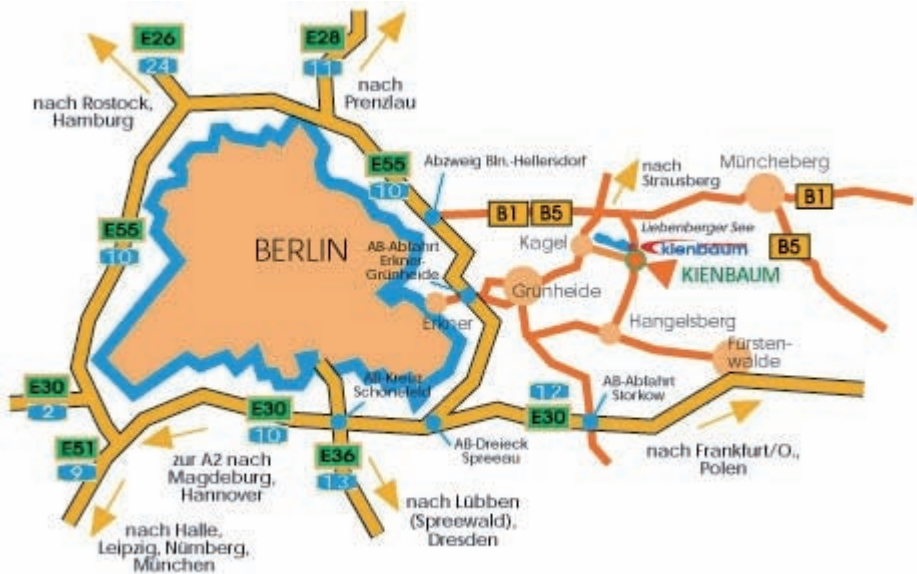 E26
24
nach Rostock,
Hamburg
E28
11
nach
Prenzlau
E55
10
Abzweig Bln.-Hellersdorf
nach
Strausberg
Müncheberg
B1
B1
B5
B5
E55
10
BERLIN
AB-Abfahrt
Erkner-
Grünheide
Kagel
Liebenberger See
kienbaum
KIENBAUM
Grünheide
Erkner
Hangelsberg
Fürsten-
walde
E30
2
AB-Kreuz
Schönefeld
12
E30
AB-Abfahrt
Storkow
E30
10
E51
9
zur A2 nach
Magdeburg,
Hannover
E36
13
AB-Dreieck
Spreeau
nach Frankfurt/O.,
Polen
nach Lübben
(Spreewald),
Dresden
nach Halle,
Leipzig, Nürnberg,
München